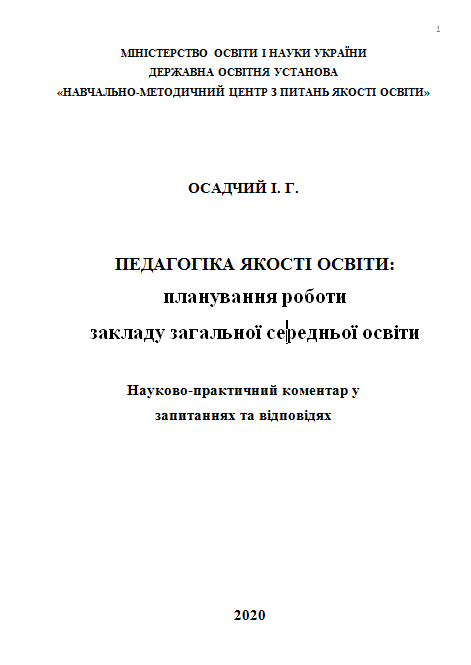 1
МІНІСТЕРСТВО ОСВІТИ І НАУКИ УКРАЇНИ
ДЕРЖАВНА ОСВІТНЯ УСТАНОВА
«НАВЧАЛЬНО-МЕТОДИЧНИЙ ЦЕНТР З ПИТАНЬ ЯКОСТІ ОСВІТИ»
ОСАДЧИЙ І. Г.
ПЕДАГОГІКА ЯКОСТІ ОСВІТИ:
планування роботи
закладу загальної середньої освіти
Науково-практичний коментар у
запитаннях та відповідях
2020